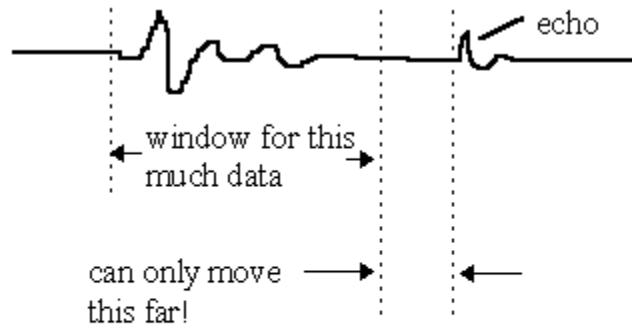 echo
window for this
much data
can only move
this far!